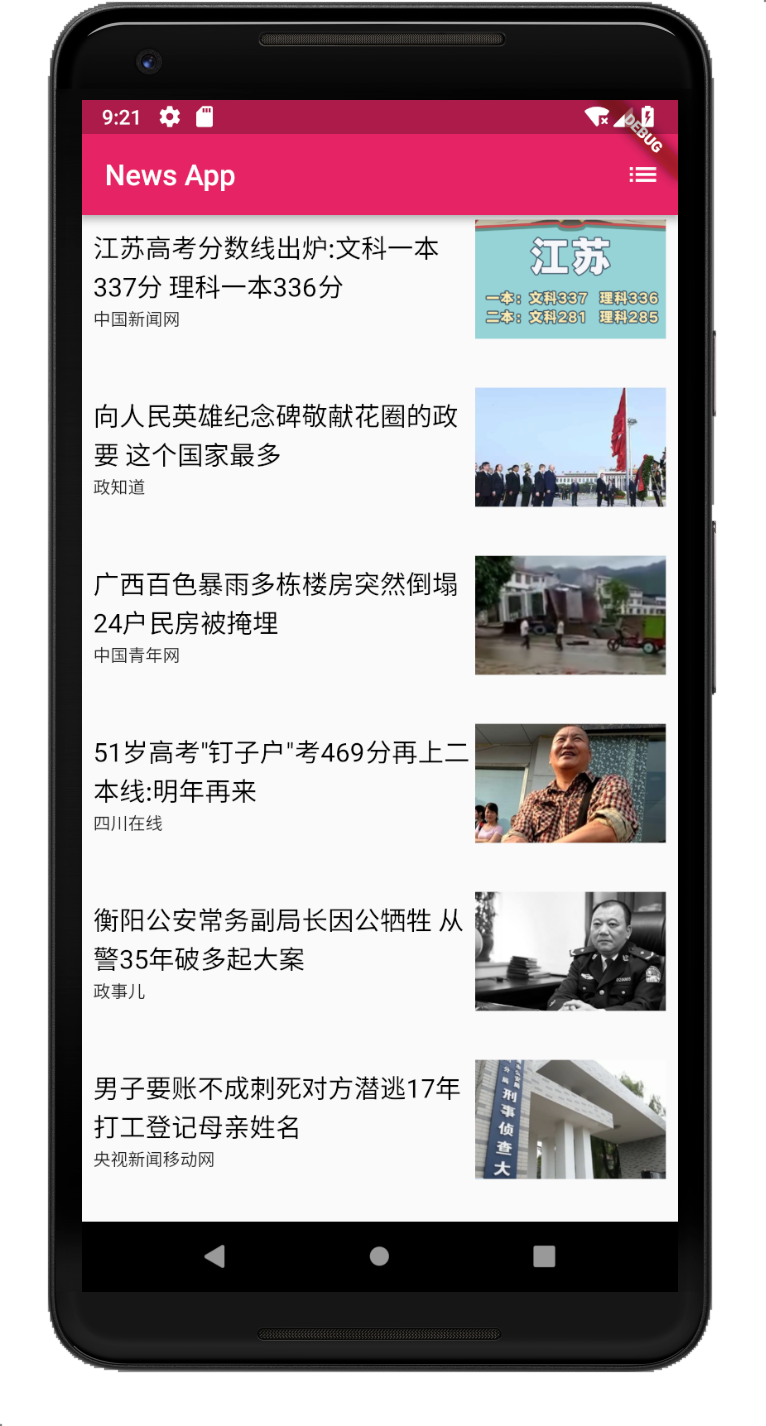 9:21
DEBUG
News App
江苏高考分数线出炉:文科一本
337分 理科一本336分
中国新闻网
江苏
一本：文科337 理科336
二本：文科281 理科285
向人民英雄纪念碑敬献花圈的政
要 这个国家最多
政知道
广西百色暴雨多栋楼房突然倒塌
24户民房被掩埋
中国青年网
51岁高考"钉子户"考469分再上二
本线:明年再来
四川在线
衡阳公安常务副局长因公牺牲 从
警35年破多起大案
政事儿
男子要账不成刺死对方潜逃17年
打工登记母亲姓名
央视新闻移动网
刑事侦查大